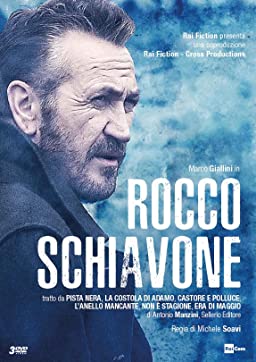 Rai Fiction presenta
una coproduzione
Rai Fiction - Cross Productions
Marco Giallini in
ROCCO
SCHIAVONE
tratto da PISTA NERA, LA COSTOLA DI ADAMO, CASTORE E POLLUCE,
L'ANELLO MANCANTE, NON È STAGIONE, ERA DI MAGGIO
di Antonio Manzini, Sellerio Editore
Regia di Michele Soavi
3 DVD
Rai Com